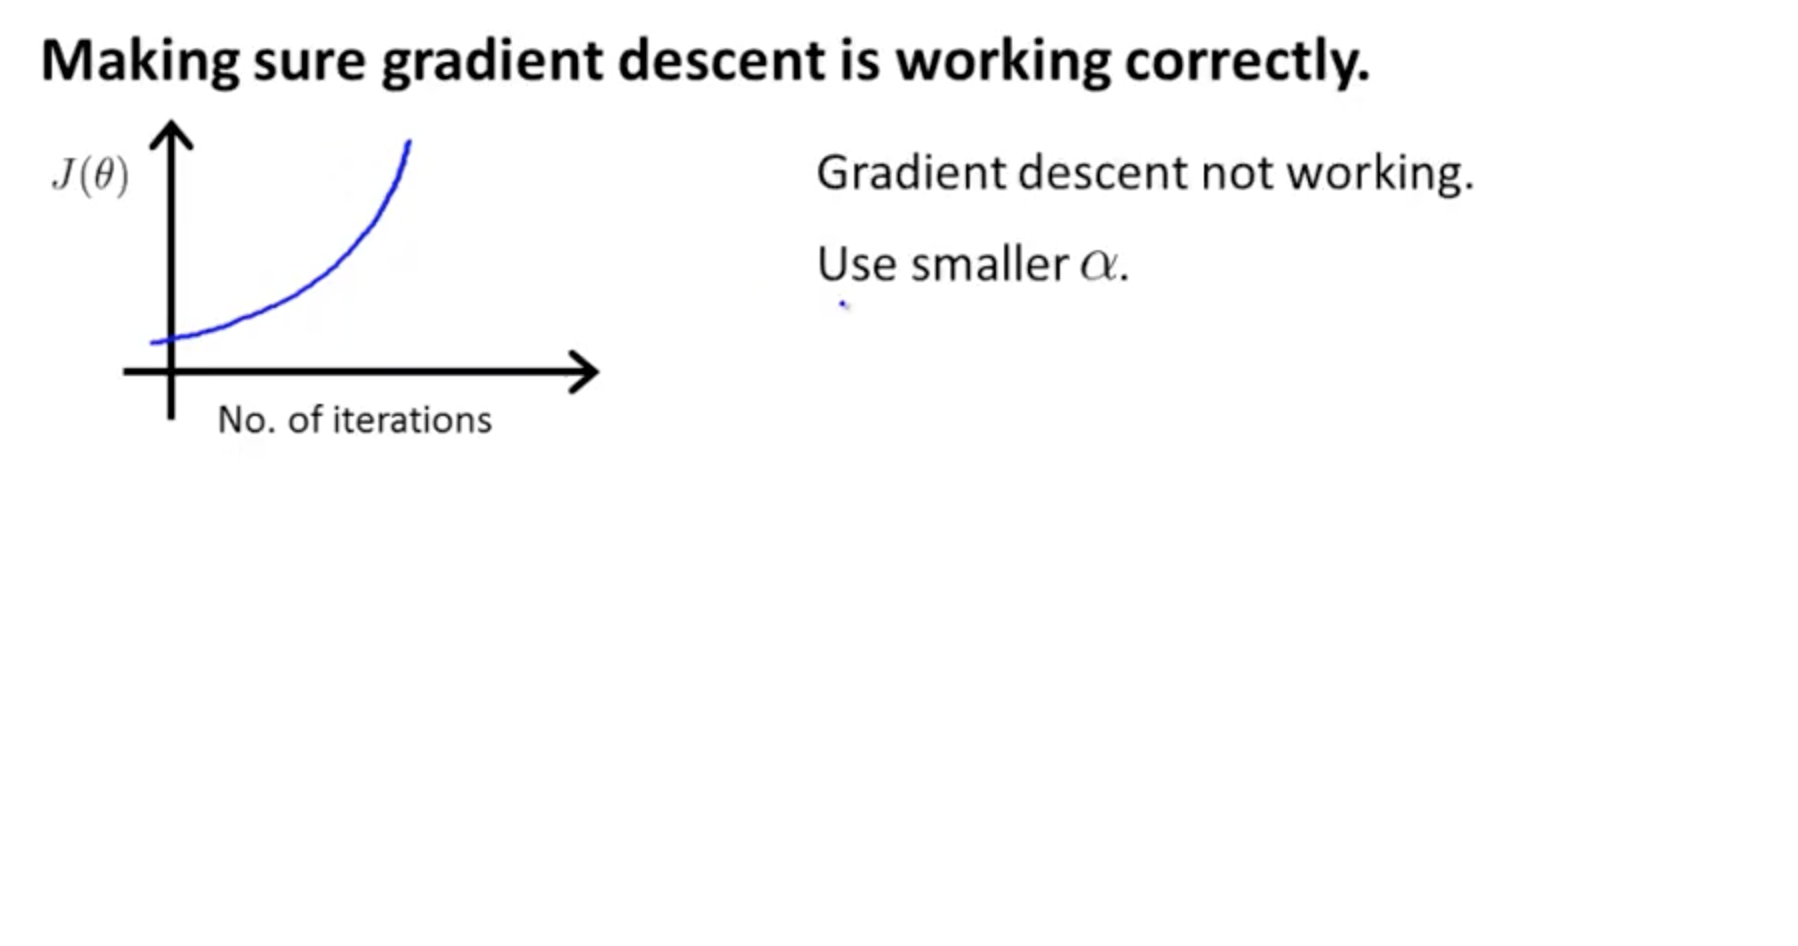 Making sure gradient descent is working correctly.
J(θ)
No. of iterations
Gradient descent not working.
Use smaller α.